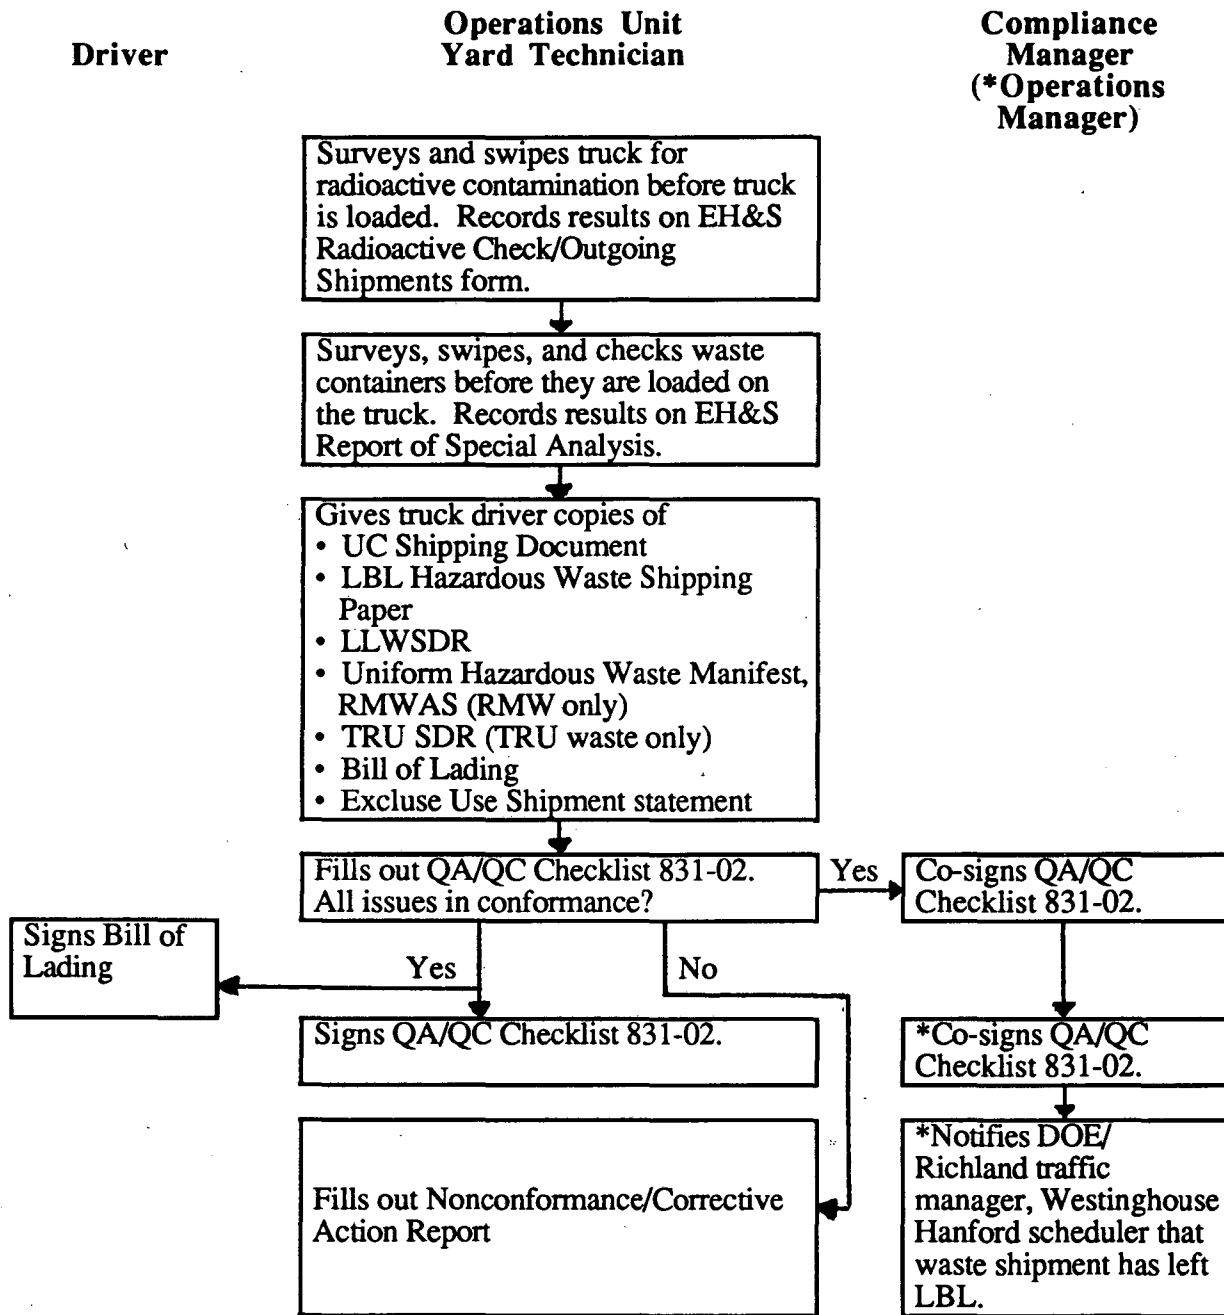 Driver
Operations Unit
Yard Technician
Compliance
Manager
(*Operations
Manager)
Surveys and swipes truck for
radioactive contamination before truck
is loaded. Records results on EH&S
Radioactive Check/Outgoing
Shipments form.
Surveys, swipes, and checks waste
containers before they are loaded on
the truck. Records results on EH&S
Report of Special Analysis.
Gives truck driver copies of
• UC Shipping Document
• LBL Hazardous Waste Shipping
Paper
• LLWSDR
• Uniform Hazardous Waste Manifest,
RMWAS (RMW only)
• TRU SDR (TRU waste only)
• Bill of Lading
• Excluse Use Shipment statement
Fills out QA/QC Checklist 831-02.
All issues in conformance?
Yes
Co-signs QA/QC
Checklist 831-02.
Signs Bill of
Lading
Yes
No
Signs QA/QC Checklist 831-02.
*Co-signs QA/QC
Checklist 831-02.
Fills out Nonconformance/Corrective
Action Report
*Notifies DOE/
Richland traffic
manager, Westinghouse
Hanford scheduler that
waste shipment has left
LBL.